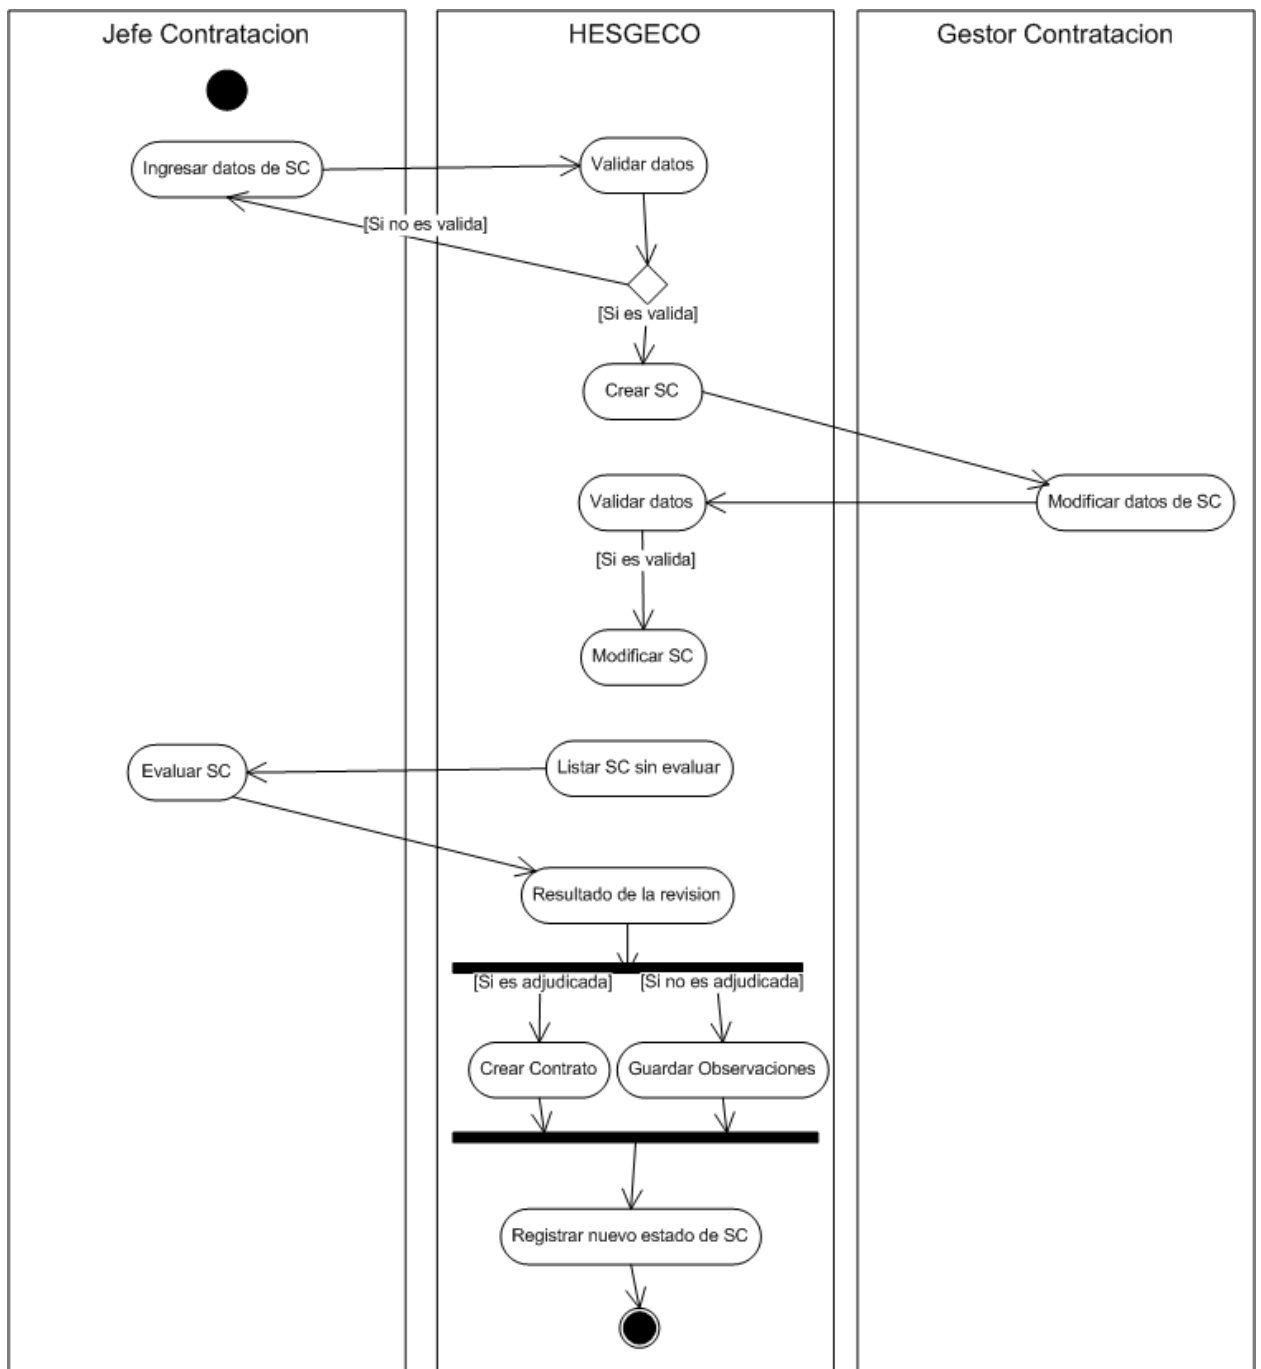 Jefe Contratacion
HESGECO
Gestor Contratacion
Ingresar datos de SC
Validar datos
[Si no es valida]
[Si es valida]
Crear SC
Validar datos
Modificar datos de SC
[Si es valida]
Modificar SC
Evaluar SC
Listar SC sin evaluar
Resultado de la revision
[Si es adjudicada]
[Si no es adjudicada]
Crear Contrato
Guardar Observaciones
Registrar nuevo estado de SC